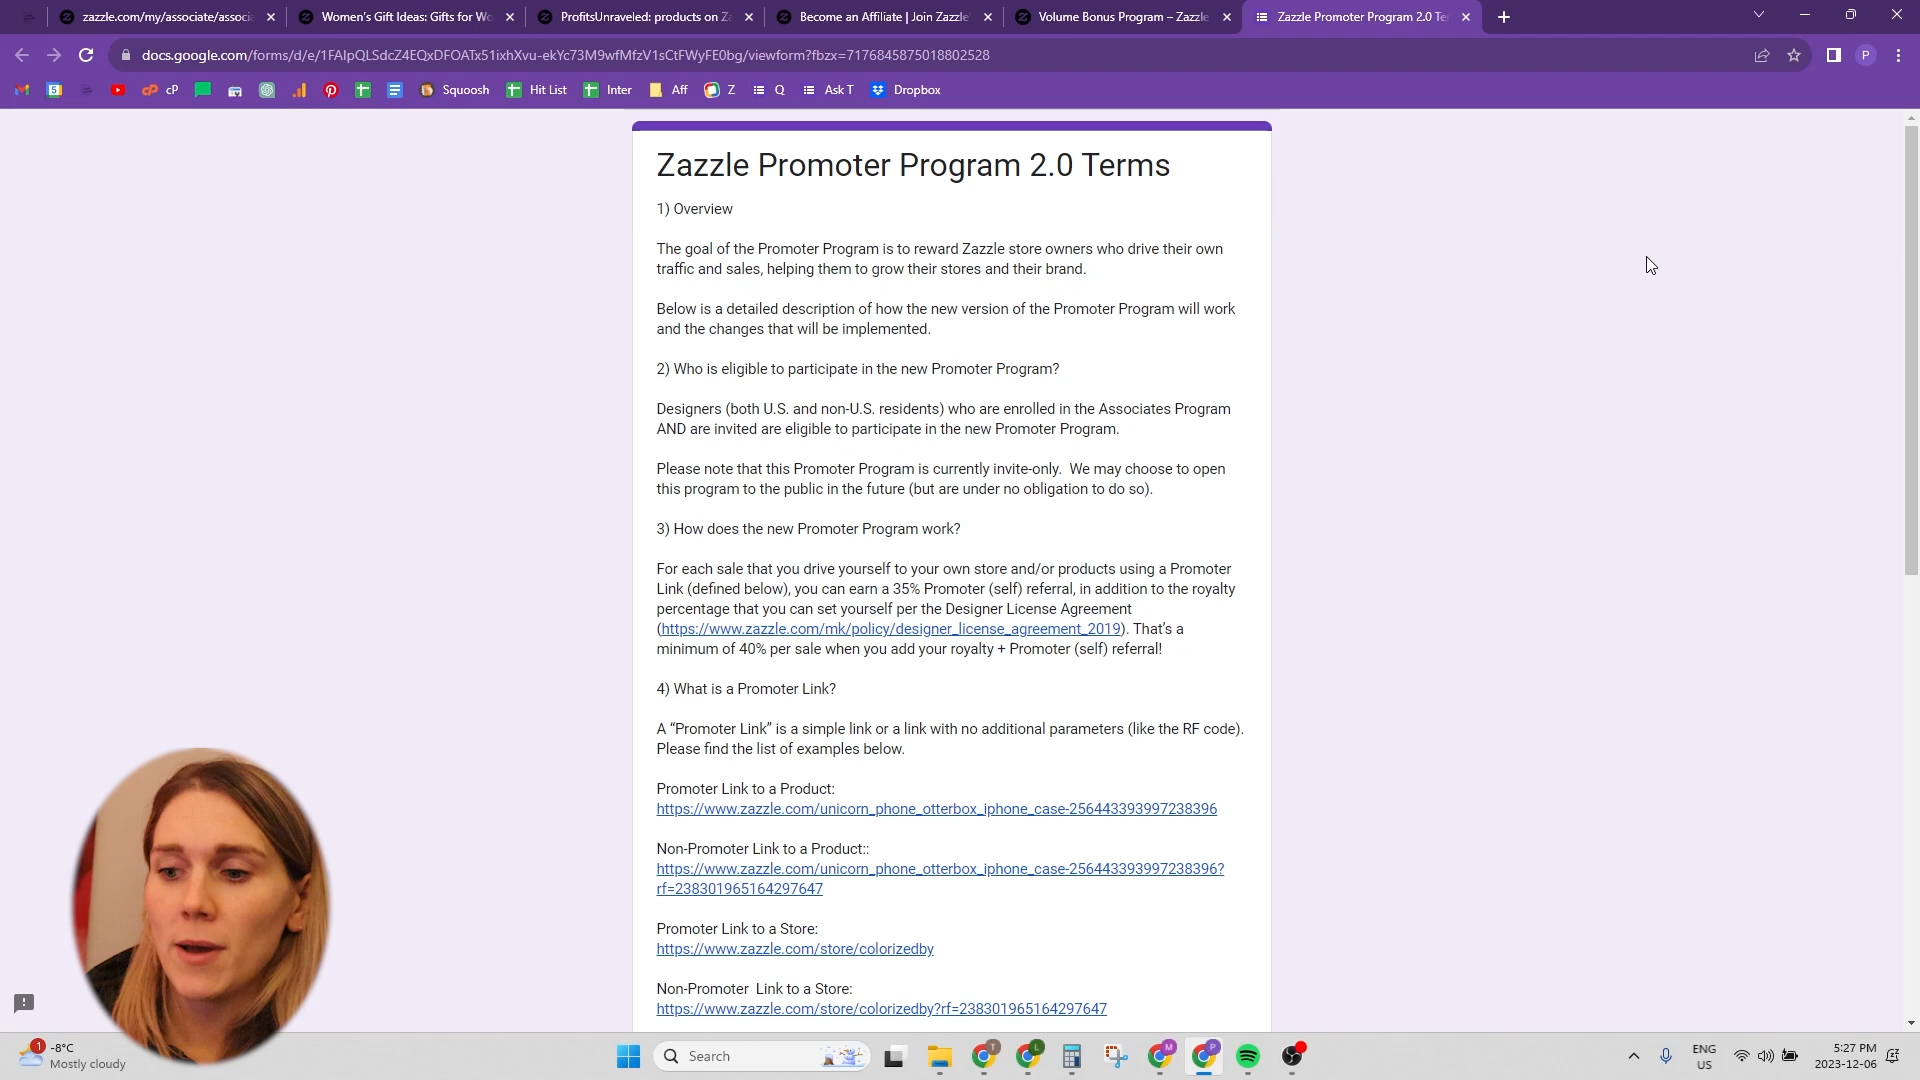 zazzle.com/my/associate/associa
Women's Gift Ideas: Gifts for Wo
ProfitsUnraveled: products on Za
Become an Affiliate | Join Zazzle'
Volume Bonus Program – Zazzle
Zazzle Promoter Program 2.0 Te
docs.google.com/forms/d/e/1FAIpQLSdcZ4EQxDFOATx51ixhXvu-ekYc73M9wfMfzV1sCtFWyFE0bg/viewform?fbzx=7176845875018802528
P
5
cP
Squoosh
Hit List
Inter
Aff
Z
Q
Ask T
Dropbox
Zazzle Promoter Program 2.0 Terms
1) Overview
The goal of the Promoter Program is to reward Zazzle store owners who drive their own
traffic and sales, helping them to grow their stores and their brand.
Below is a detailed description of how the new version of the Promoter Program will work
and the changes that will be implemented.
2) Who is eligible to participate in the new Promoter Program?
Designers (both U.S. and non-U.S. residents) who are enrolled in the Associates Program
AND are invited are eligible to participate in the new Promoter Program.
Please note that this Promoter Program is currently invite-only.  We may choose to open
this program to the public in the future (but are under no obligation to do so).
3) How does the new Promoter Program work?
For each sale that you drive yourself to your own store and/or products using a Promoter
Link (defined below), you can earn a 35% Promoter (self) referral, in addition to the royalty
percentage that you can set yourself per the Designer License Agreement
(https://www.zazzle.com/mk/policy/designer_license_agreement_2019). That's a
minimum of 40% per sale when you add your royalty + Promoter (self) referral!
4) What is a Promoter Link?
A “Promoter Link” is a simple link or a link with no additional parameters (like the RF code).
Please find the list of examples below.
Promoter Link to a Product:
https://www.zazzle.com/unicorn_phone_otterbox_iphone_case-256443393997238396
Non-Promoter Link to a Product::
https://www.zazzle.com/unicorn_phone_otterbox_iphone_case-256443393997238396?
rf=238301965164297647
Promoter Link to a Store:
https://www.zazzle.com/store/colorizedby
Non-Promoter  Link to a Store:
https://www.zazzle.com/store/colorizedby?rf=238301965164297647
1
-8°C
Mostly cloudy
Search
T
L
M
P
ENG
US
5:27 PM
2023-12-06